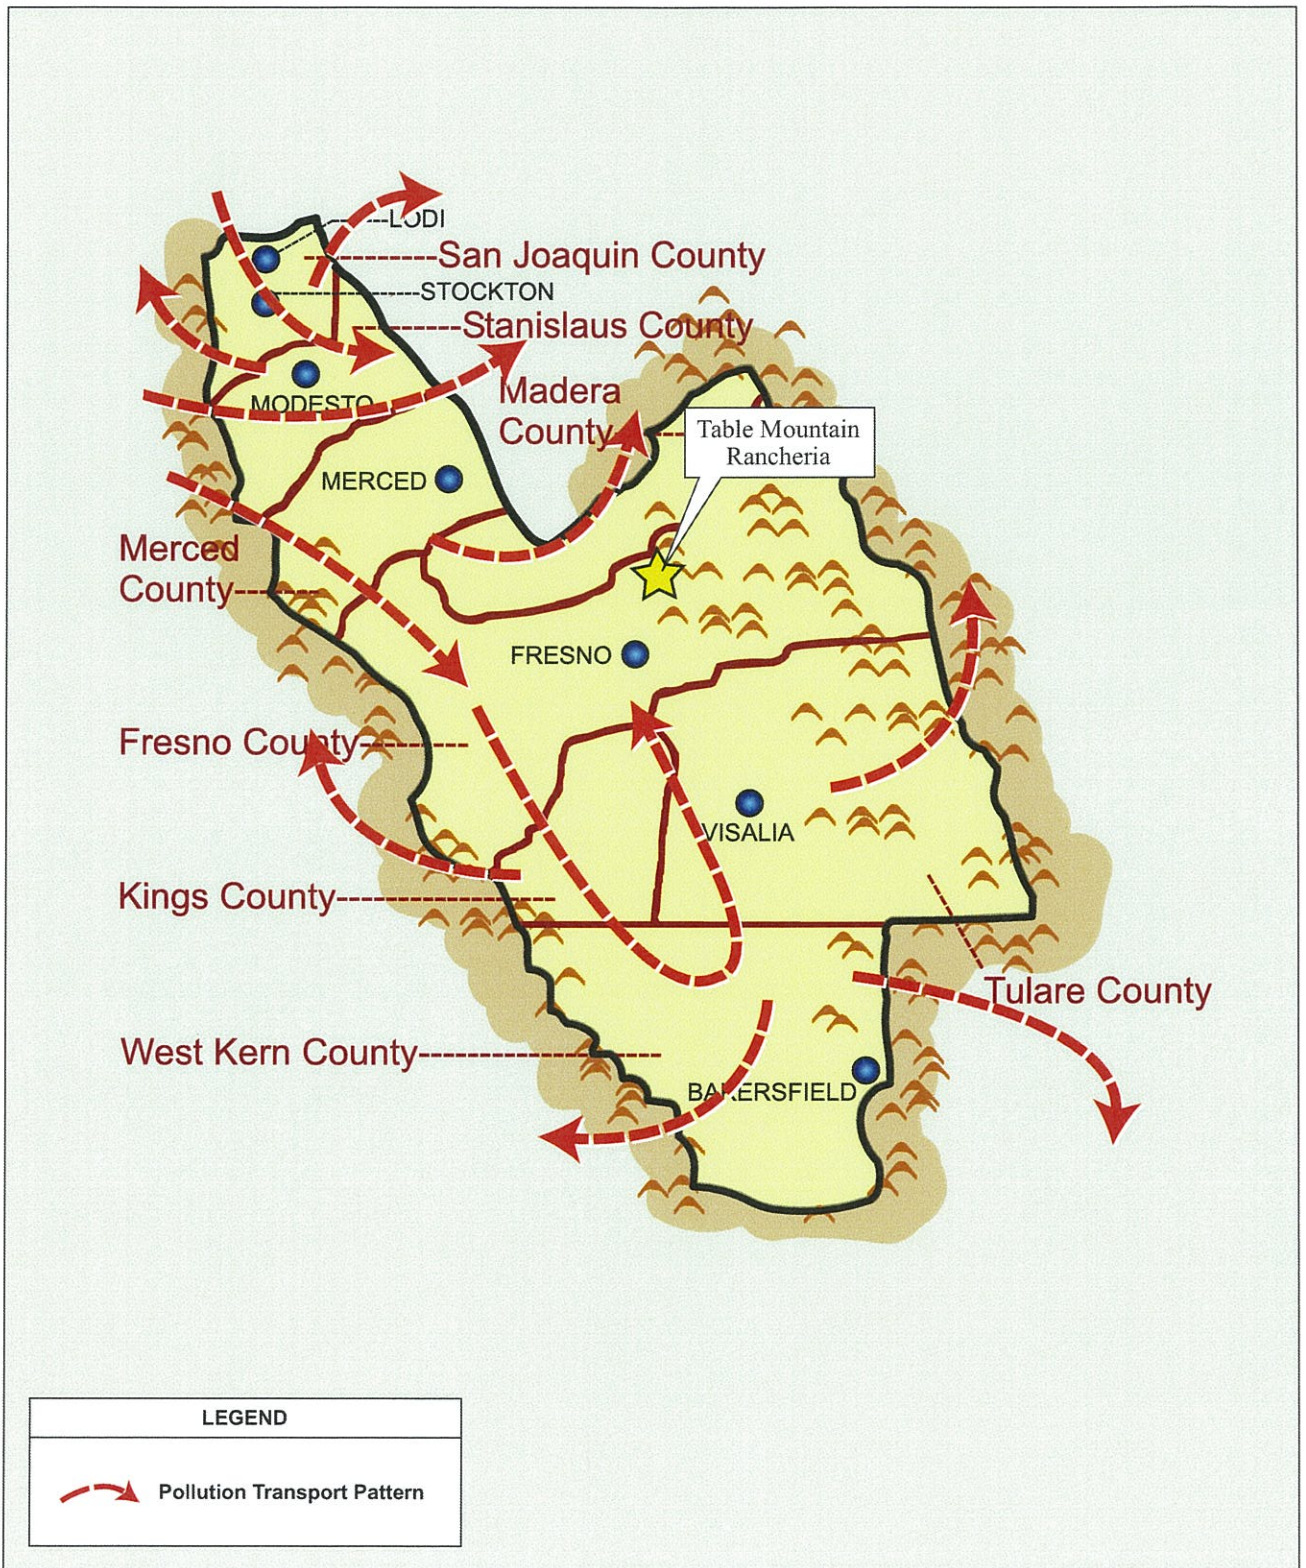 LODI
San Joaquin County
STOCKTON
Stanislaus County
MODESTO
Madera
County
Table Mountain
Rancheria
MERCED
Merced
County
FRESNO
Fresno County
VISALIA
Kings County
Tulare County
West Kern County
BAKERSFIELD
LEGEND
Pollution Transport Pattern